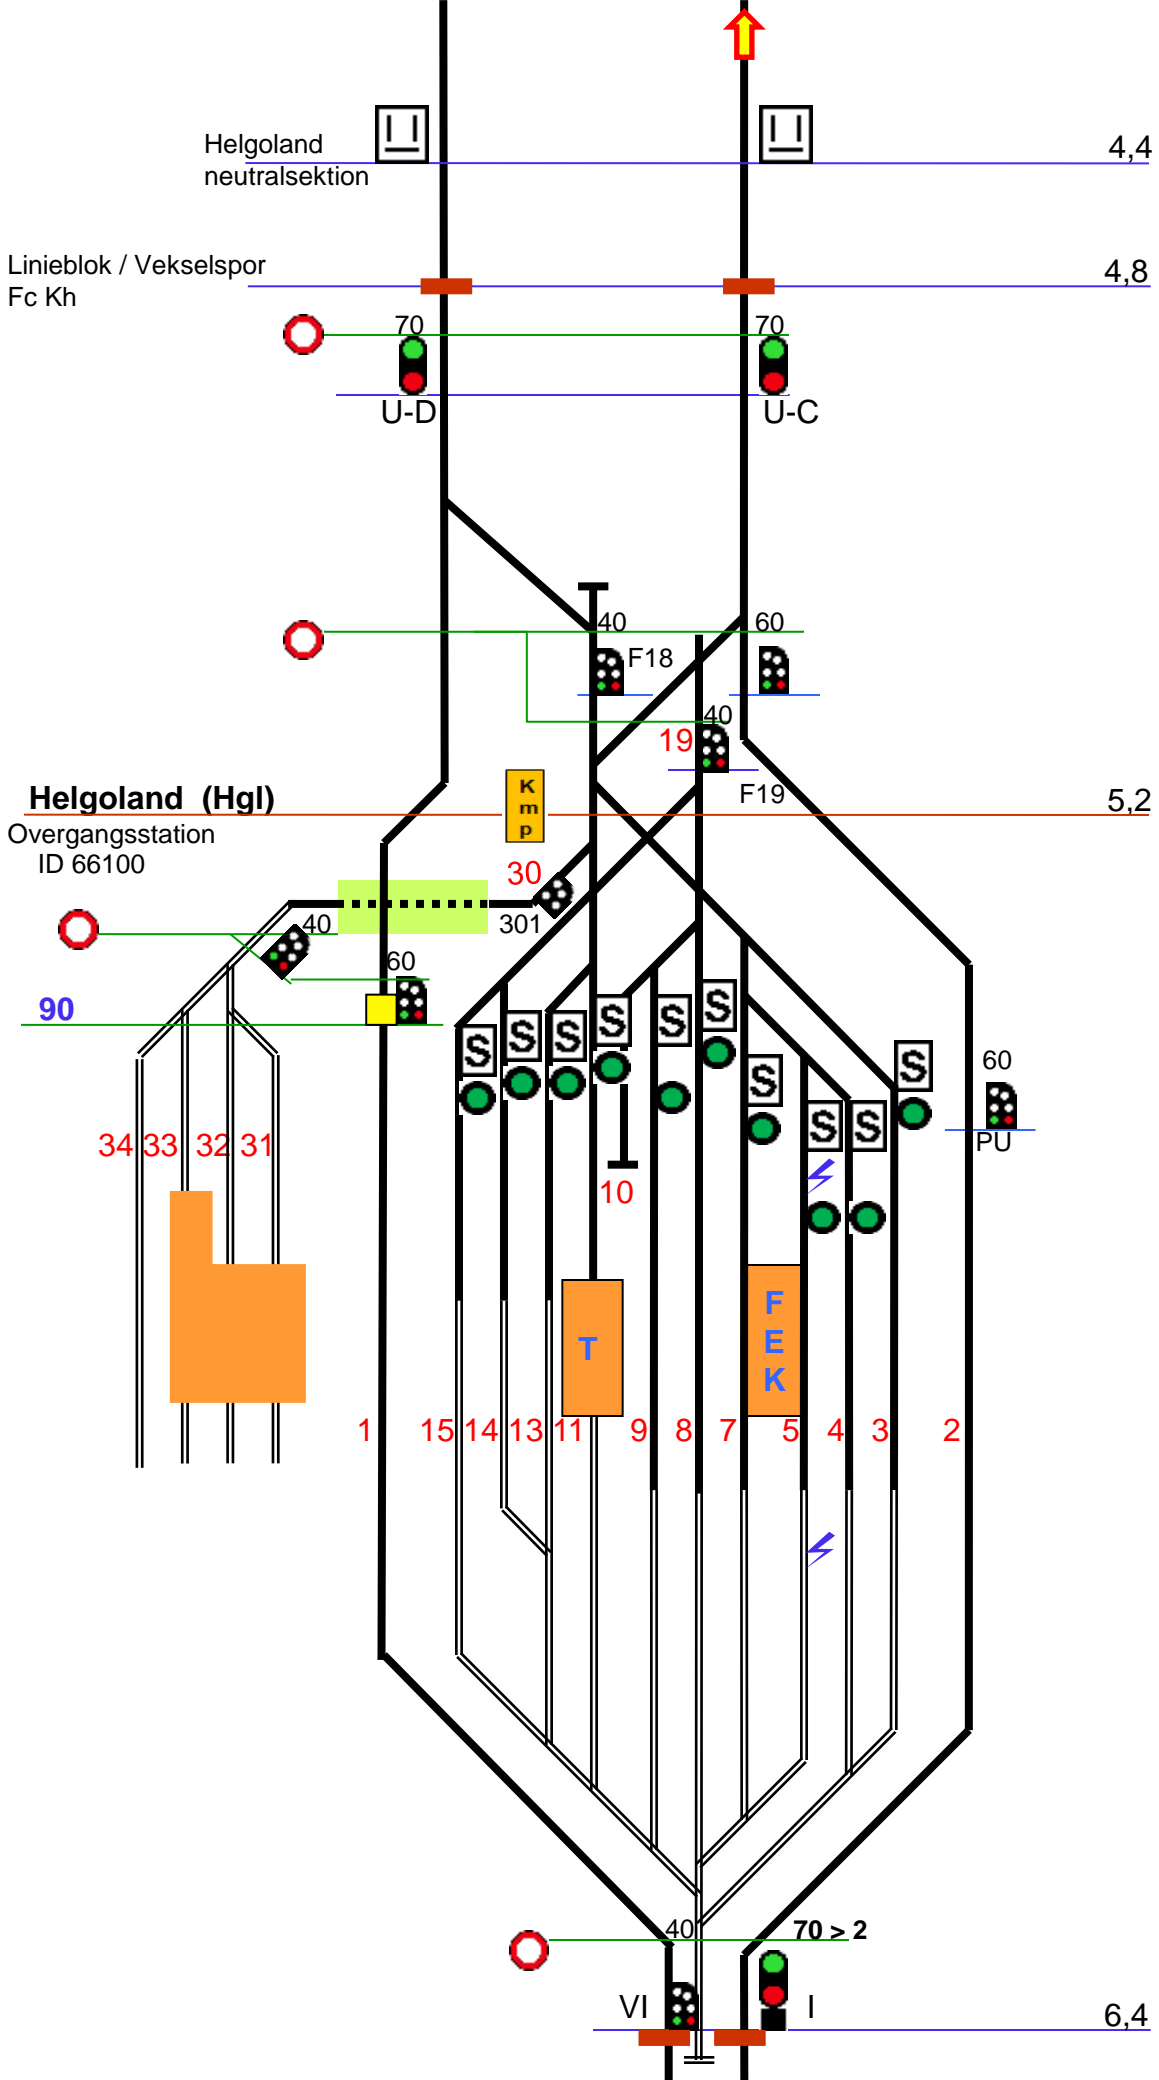 Helgoland
neutralsektion
4,4
Linieblok / Vekselspor
Fc Kh
4,8
70
70
U-D
U-C
40
60
F18
40
19
F19
K
m
p
Helgoland (Hgl)
5,2
Overgangsstation
ID 66100
30
40
301
60
90
S
S
S
S
S
S
S
S
S
S
60
PU
34
33
32
31
10
T
F
E
K
1
15
14
13
11
9
8
7
5
4
3
2
40
70 > 2
VI
I
6,4